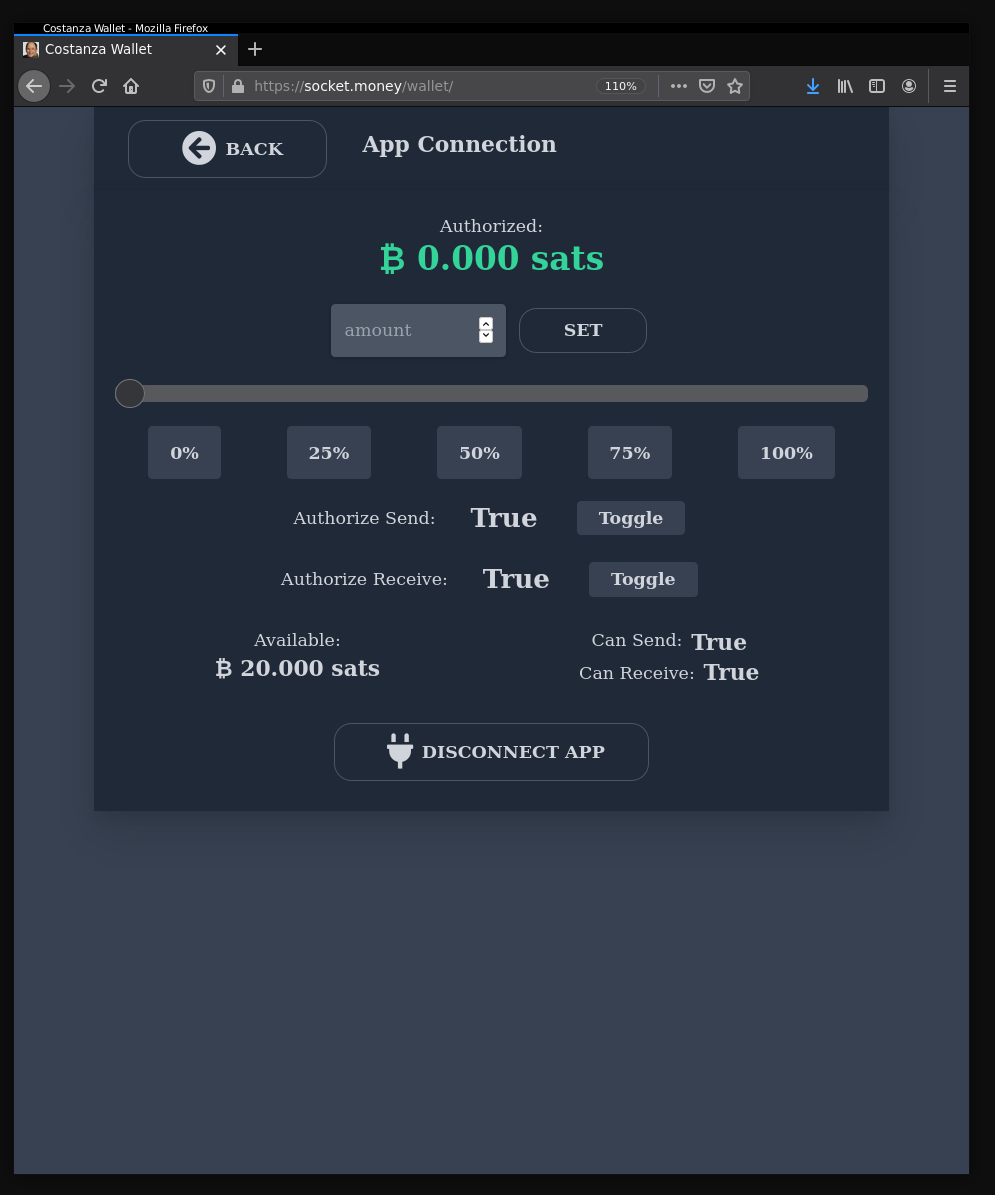 Costanza Wallet - Mozilla Firefox
Costanza Wallet
https://socket.money/wallet/ 110%
BACK App Connection
Authorized:
₿ 0.000 sats
amount SET
0% 25% 50% 75% 100%
Authorize Send: True Toggle
Authorize Receive: True Toggle
Available: Can Send: True
₿ 20.000 sats Can Receive: True
DISCONNECT APP